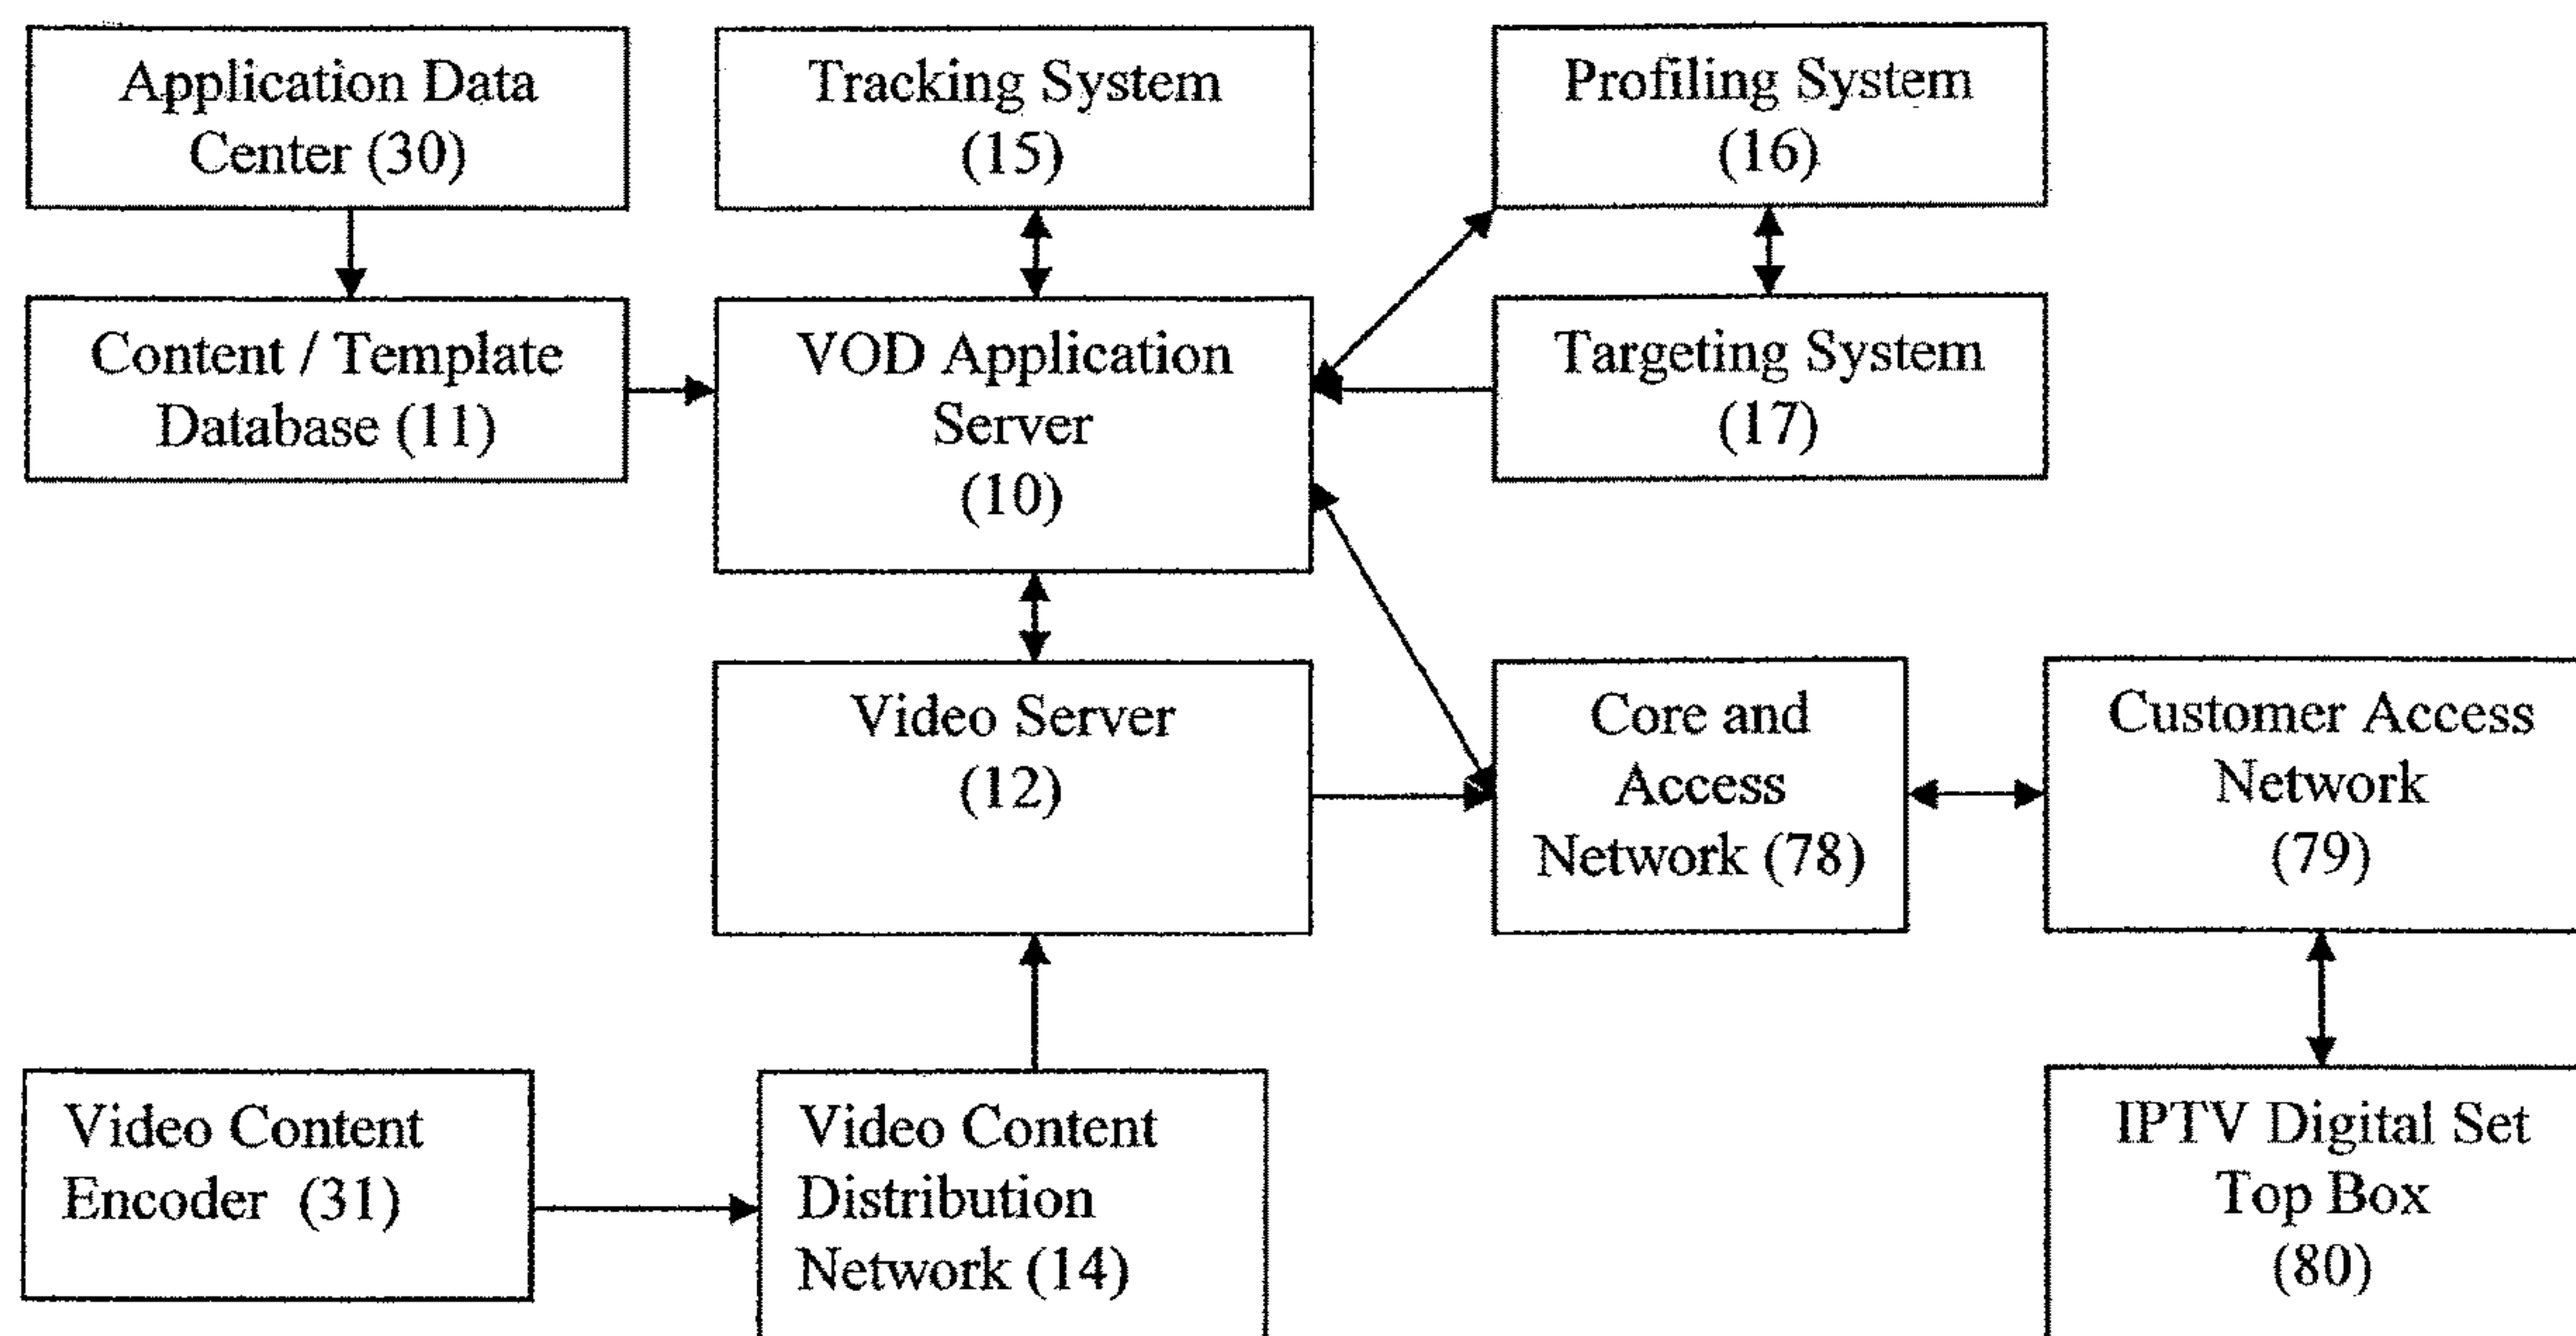 Application Data
Center (30)
Tracking System
(15)
Profiling System
(16)
Content / Template
Database (11)
VOD Application
Server
(10)
Targeting System
(17)
Video Server
(12)
Core and
Access
Network (78)
Customer Access
Network
(79)
Video Content
Encoder (31)
Video Content
Distribution
Network (14)
IPTV Digital Set
Top Box
(80)